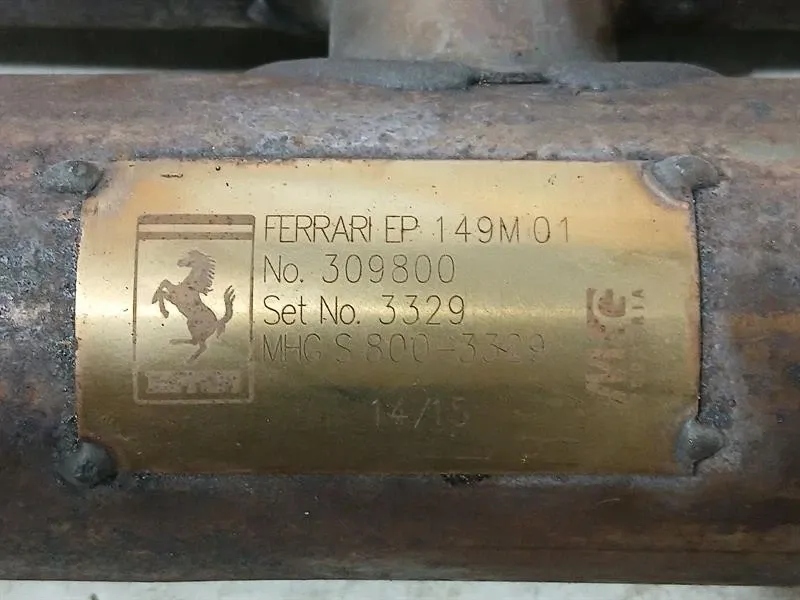 FERRARI EP 149M 01
No. 309800
Set No. 3329
MHG S 800-3329
14/15